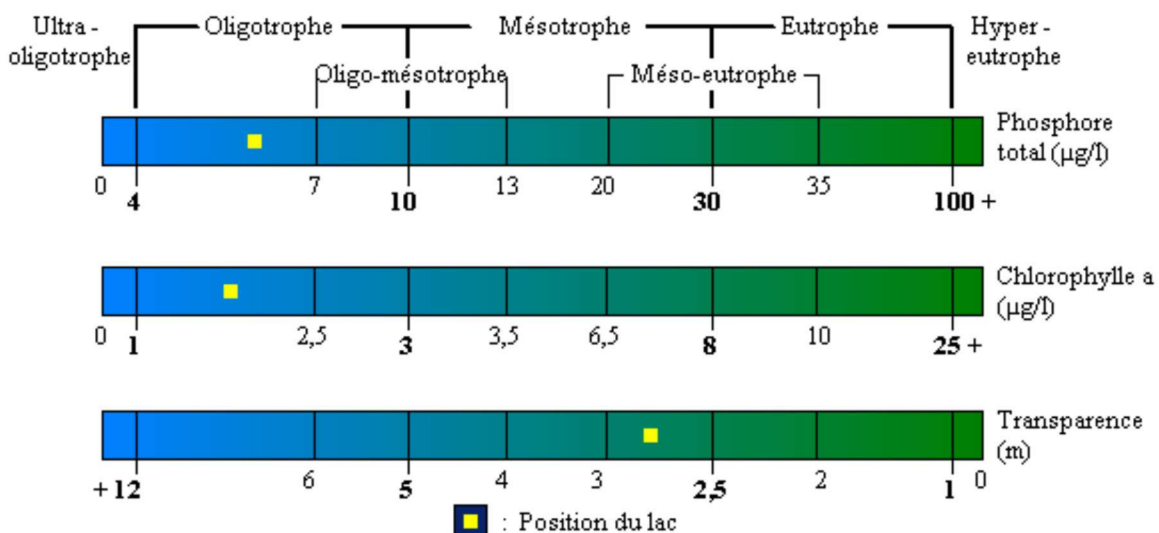 Ultra-
oligotrophe
Oligotrophe
Mésotrophe
Eutrophe
Hyper-
eutrophe
Oligo-mésotrophe
Méso-eutrophe
Phosphore
total (µg/l)
0 4 7 10 13 20 30 35 100 +
Chlorophylle a
(µg/l)
0 1 2,5 3 3,5 6,5 8 10 25 +
Transparence
(m)
+ 12 6 5 4 3 2,5 2 1 0
: Position du lac